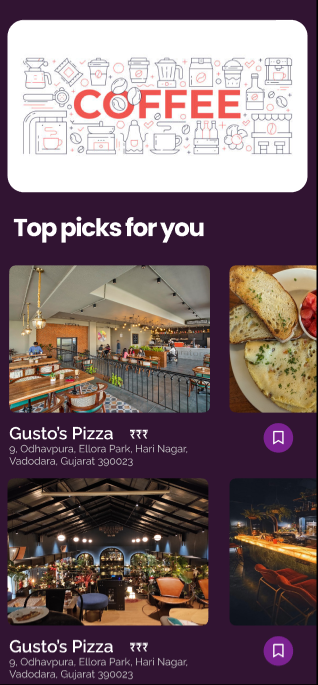 COFFEE
Top picks for you
Gusto's Pizza ₹₹₹
9, Odhavpura, Ellora Park, Hari Nagar,
Vadodara, Gujarat 390023
Gusto's Pizza ₹₹₹
9, Odhavpura, Ellora Park, Hari Nagar,
Vadodara, Gujarat 390023